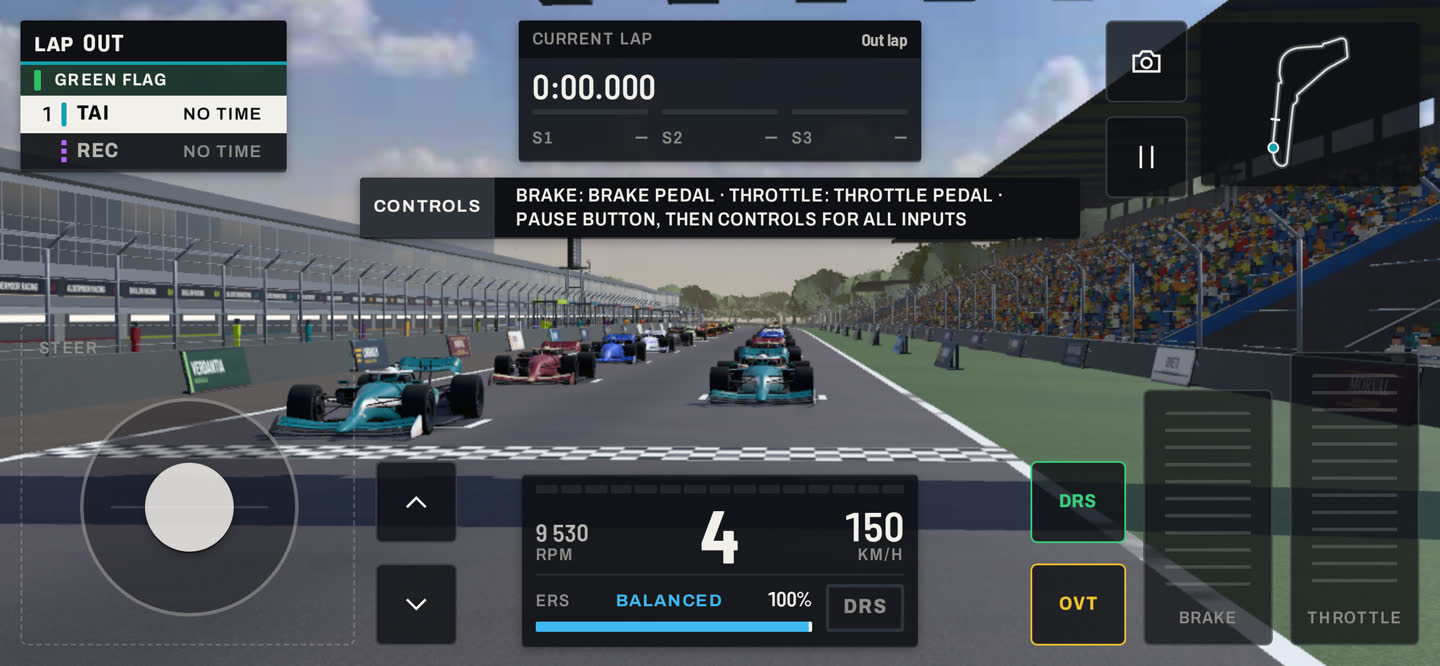 LAP OUT
GREEN FLAG
1 TAI NO TIME
REC NO TIME
CURRENT LAP Out lap
0:00.000
S1 – S2 – S3 –
CONTROLS
BRAKE: BRAKE PEDAL · THROTTLE: THROTTLE PEDAL ·
PAUSE BUTTON, THEN CONTROLS FOR ALL INPUTS
STEER
VERDANTIA
9 530
RPM
4
150
KM/H
ERS BALANCED 100% DRS
DRS
OVT
BRAKE
THROTTLE